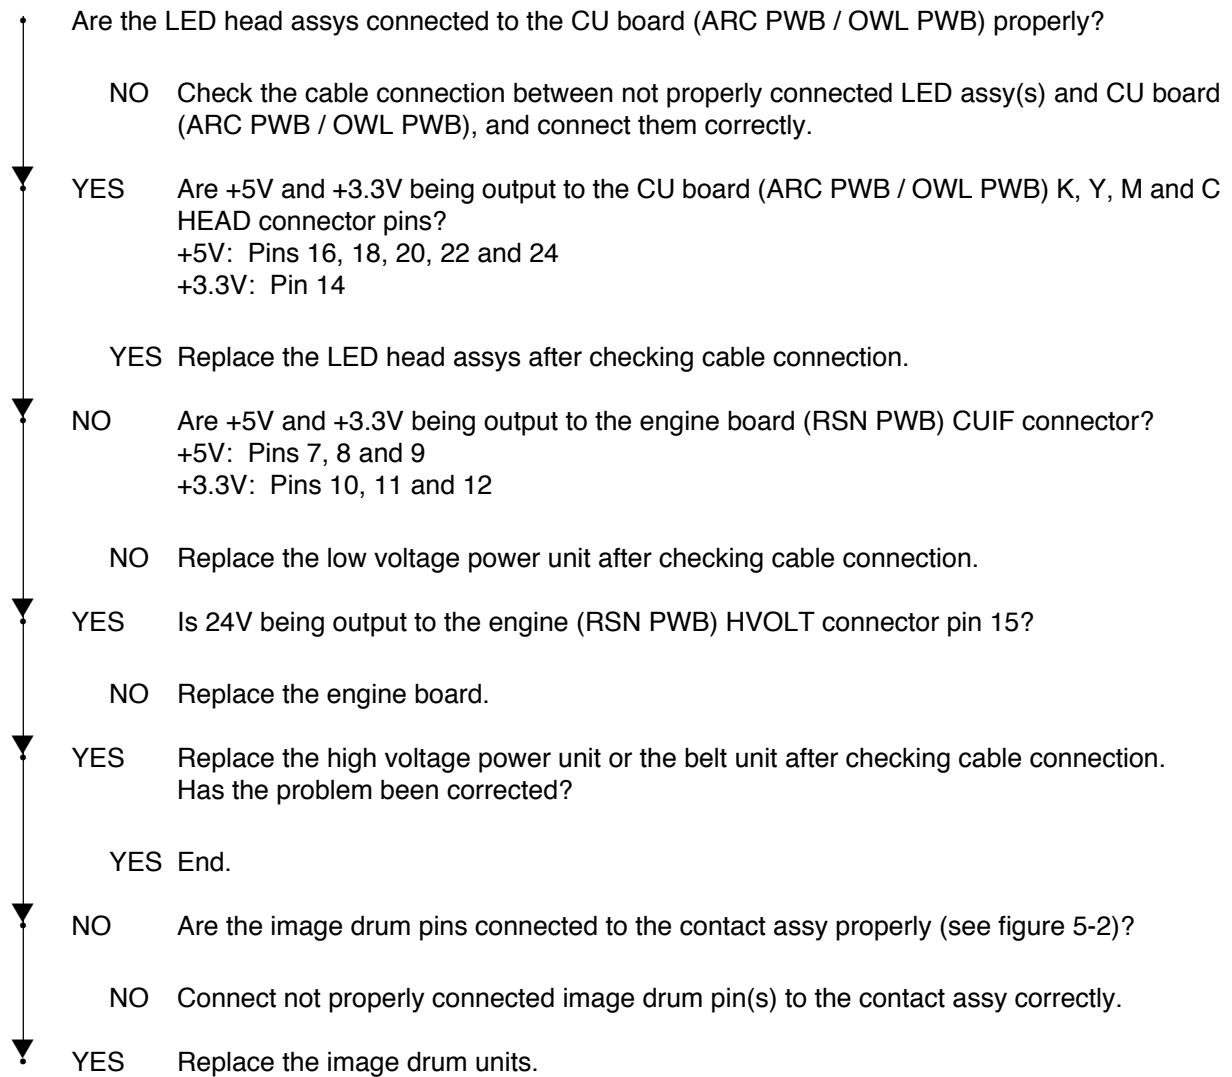 Are the LED head assys connected to the CU board (ARC PWB / OWL PWB) properly?
NO Check the cable connection between not properly connected LED assy(s) and CU board
(ARC PWB / OWL PWB), and connect them correctly.
YES Are +5V and +3.3V being output to the CU board (ARC PWB / OWL PWB) K, Y, M and C
HEAD connector pins?
+5V: Pins 16, 18, 20, 22 and 24
+3.3V: Pin 14
YES Replace the LED head assys after checking cable connection.
NO Are +5V and +3.3V being output to the engine board (RSN PWB) CUIF connector?
+5V: Pins 7, 8 and 9
+3.3V: Pins 10, 11 and 12
NO Replace the low voltage power unit after checking cable connection.
YES Is 24V being output to the engine (RSN PWB) HVOLT connector pin 15?
NO Replace the engine board.
YES Replace the high voltage power unit or the belt unit after checking cable connection.
Has the problem been corrected?
YES End.
NO Are the image drum pins connected to the contact assy properly (see figure 5-2)?
NO Connect not properly connected image drum pin(s) to the contact assy correctly.
YES Replace the image drum units.